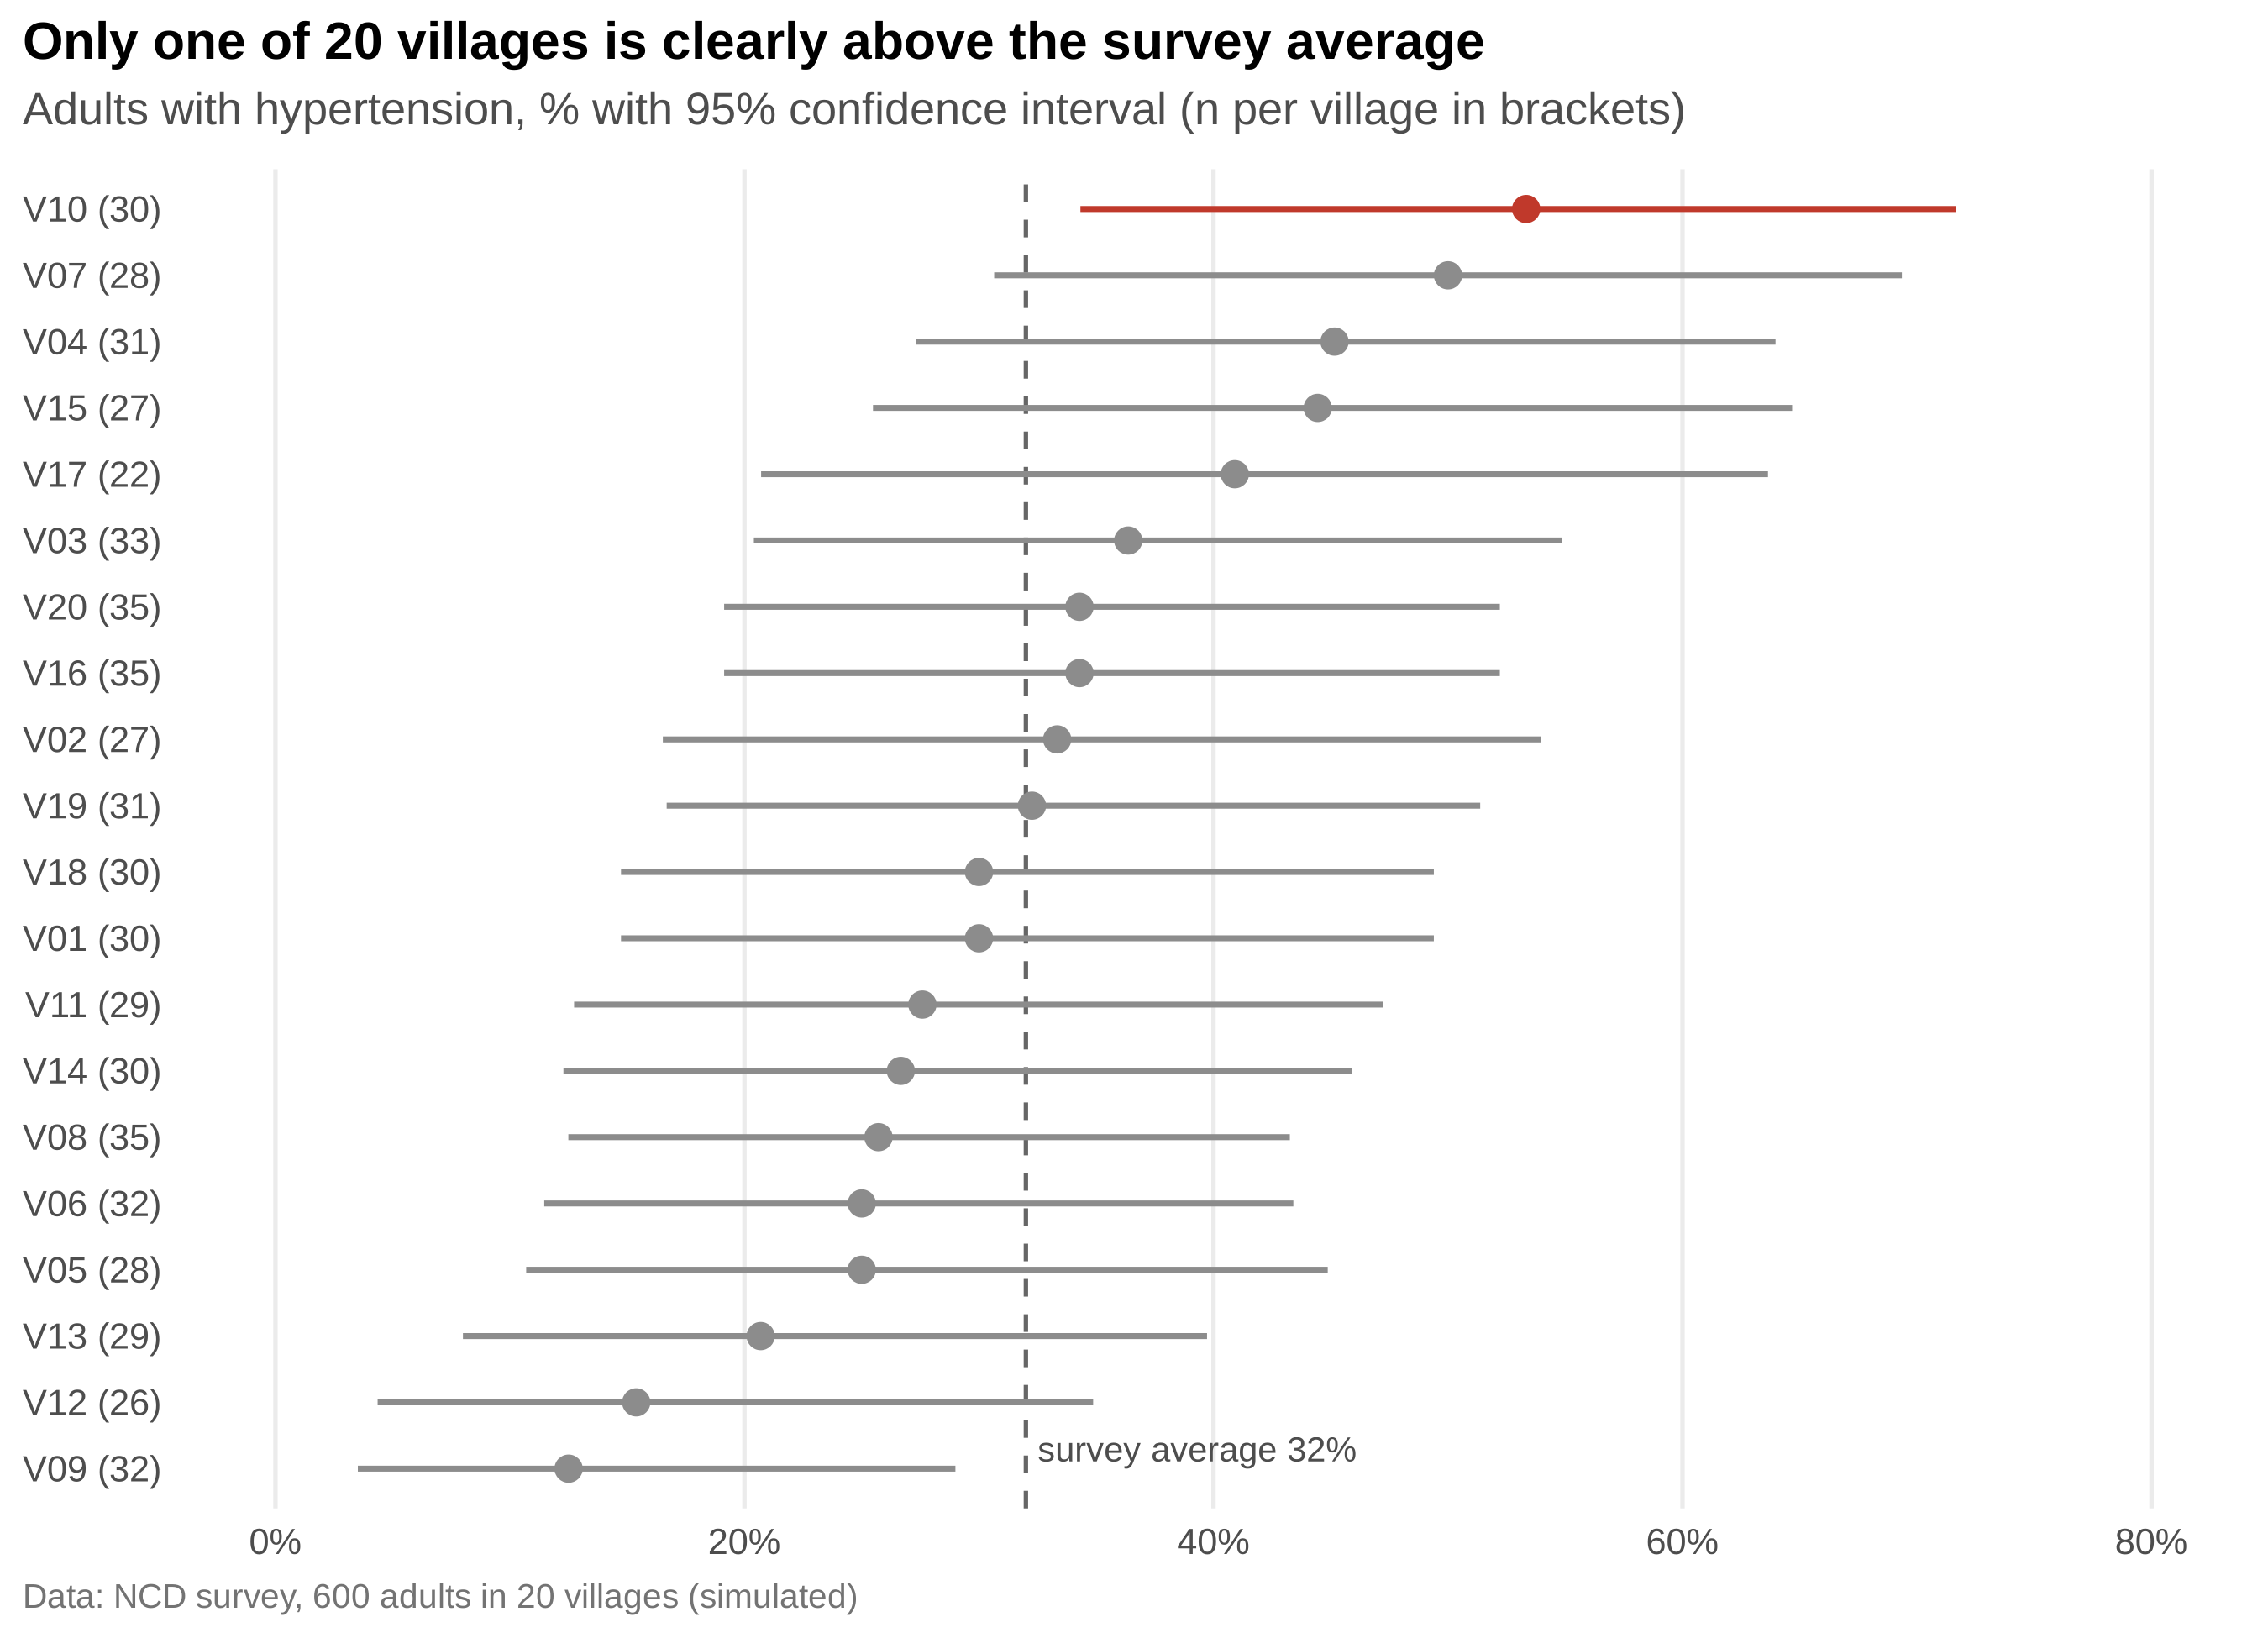 Only one of 20 villages is clearly above the survey average
Adults with hypertension, % with 95% confidence interval (n per village in brackets)
V10 (30)
V07 (28)
V04 (31)
V15 (27)
V17 (22)
V03 (33)
V20 (35)
V16 (35)
V02 (27)
V19 (31)
V18 (30)
V01 (30)
V11 (29)
V14 (30)
V08 (35)
V06 (32)
V05 (28)
V13 (29)
V12 (26)
survey average 32%
V09 (32)
0% 20% 40% 60% 80%
Data: NCD survey, 600 adults in 20 villages (simulated)